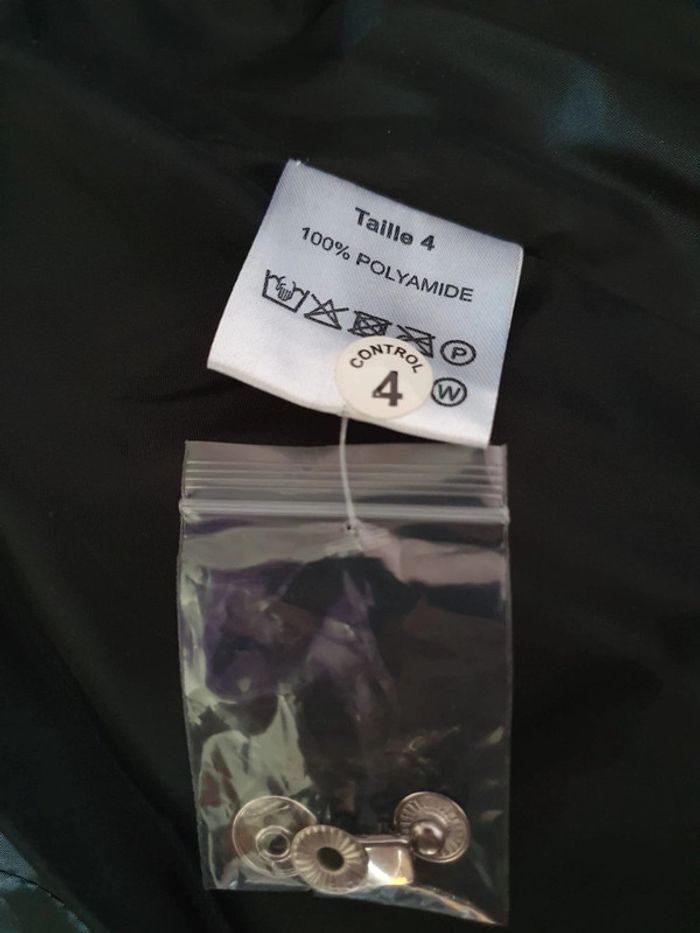 Taille 4
100% POLYAMIDE
P
CONTROL
4
W